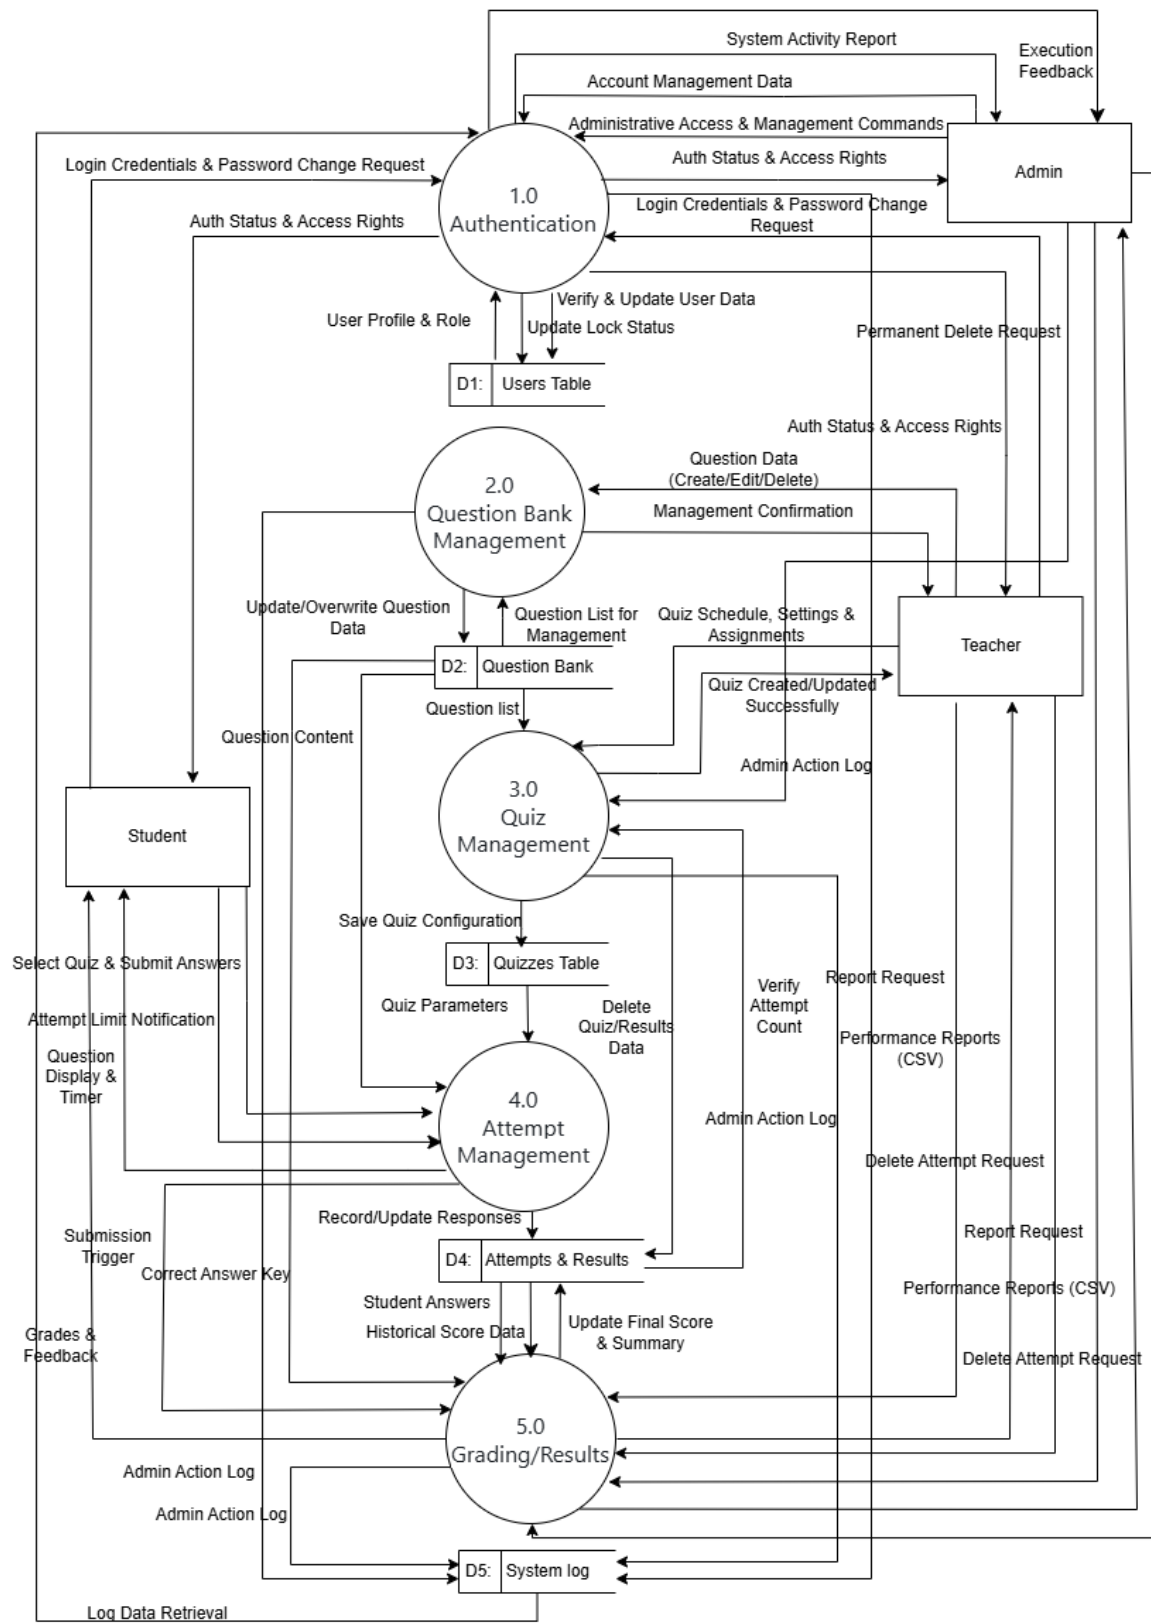 System Activity Report
Execution
Feedback
Account Management Data
Administrative Access & Management Commands
Login Credentials & Password Change Request
Auth Status & Access Rights
Admin
1.0
Authentication
Login Credentials & Password Change
Request
Auth Status & Access Rights
User Profile & Role
Verify & Update User Data
Update Lock Status
Permanent Delete Request
D1:
Users Table
Auth Status & Access Rights
Question Data
(Create/Edit/Delete)
2.0
Question Bank
Management
Management Confirmation
Update/Overwrite Question
Data
Question List for
Management
Quiz Schedule, Settings &
Assignments
Teacher
D2:
Question Bank
Quiz Created/Updated
Successfully
Question list
Question Content
Admin Action Log
3.0
Quiz
Management
Student
Save Quiz Configuration
Select Quiz & Submit Answers
D3:
Quizzes Table
Report Request
Verify
Attempt
Count
Quiz Parameters
Delete
Quiz/Results
Data
Attempt Limit Notification
Question
Display &
Timer
Performance Reports
(CSV)
4.0
Attempt
Management
Admin Action Log
Delete Attempt Request
Record/Update Responses
Submission
Trigger
Report Request
D4:
Attempts & Results
Correct Answer Key
Performance Reports (CSV)
Student Answers
Historical Score Data
Update Final Score
& Summary
Grades &
Feedback
Delete Attempt Request
5.0
Grading/Results
Admin Action Log
Admin Action Log
D5:
System log
Log Data Retrieval